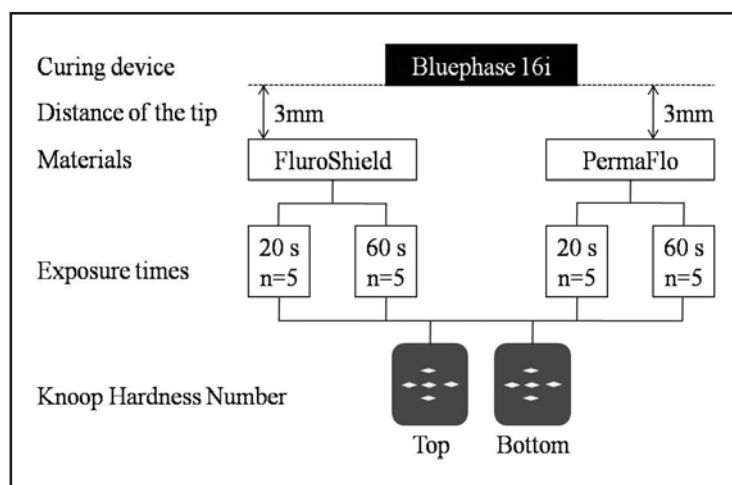 Curing device
Bluephase 16i
Distance of the tip
3mm
3mm
Materials
FluroShield
PermaFlo
Exposure times
20 s
n=5
60 s
n=5
20 s
n=5
60 s
n=5
Knoop Hardness Number
Top
Bottom